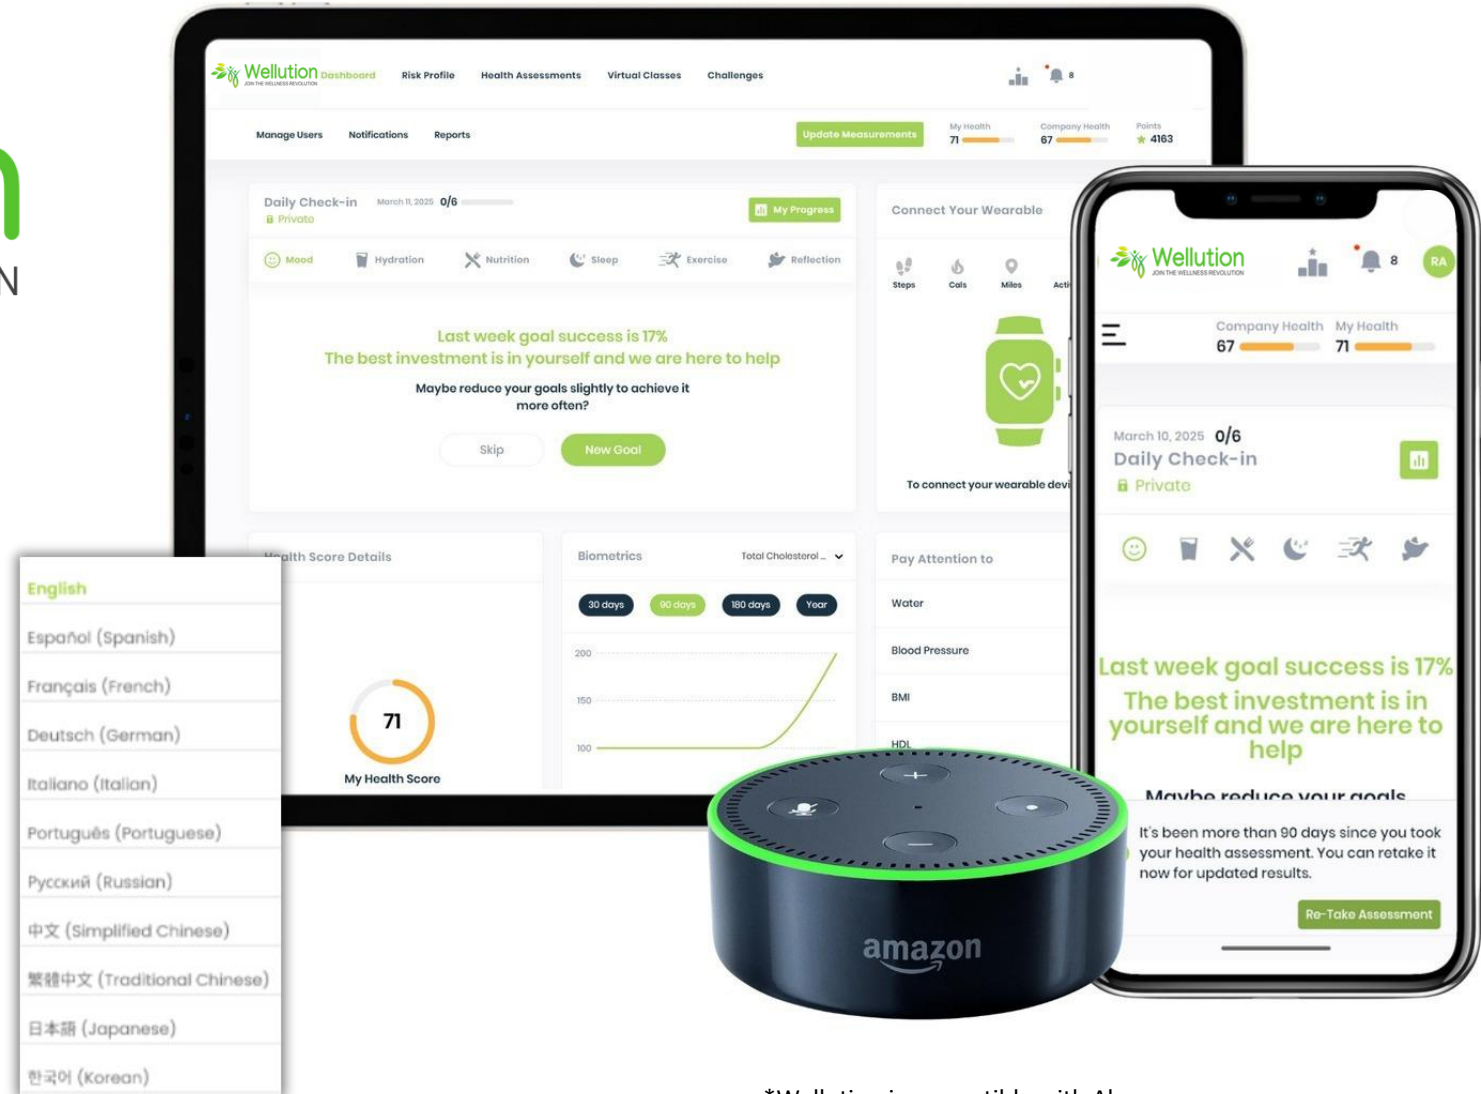 N
Wellution
JOIN THE WELLNESS REVOLUTION
Dashboard Risk Profile Health Assessments Virtual Classes Challenges
8
Manage Users Notifications Reports
Update Measurements
My Health
71
Company Health
67
Points
4163
Daily Check-in March 11, 2025 0/6
Private
My Progress
Mood Hydration Nutrition Sleep Exercise Reflection
Last week goal success is 17%
The best investment is in yourself and we are here to help
Maybe reduce your goals slightly to achieve it
more often?
Skip New Goal
Connect Your Wearable
Steps Cals Miles
To connect your wearable
Health Score Details
71
My Health Score
Biometrics Total Cholesterol ...
30 days 90 days 180 days Year
200
150
100
Pay Attention to
Water
Blood Pressure
BMI
HDL
English
Español (Spanish)
Français (French)
Deutsch (German)
Italiano (Italian)
Português (Portuguese)
Русский (Russian)
中文 (Simplified Chinese)
繁體中文 (Traditional Chinese)
日本語 (Japanese)
한국어 (Korean)
amazon
Wellution
JOIN THE WELLNESS REVOLUTION
8
RA
Company Health My Health
67 71
March 10, 2025 0/6
Daily Check-in
Private
Last week goal success is 17%
The best investment is in
yourself and we are here to
help
Maybe reduce your goals
It's been more than 90 days since you took
your health assessment. You can retake it
now for updated results.
Re-Take Assessment